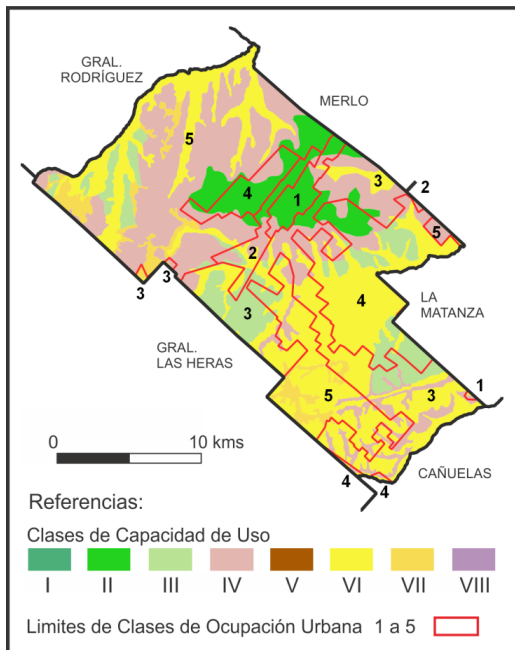 GRAL.
RODRÍGUEZ
MERLO
5
3
2
4
1
5
2
3
3
3
4
LA
MATANZA
GRAL.
LAS HERAS
1
5
3
0 10 kms
CAÑUELAS
4
4
Referencias:
Clases de Capacidad de Uso
I II III IV V VI VII VIII
Limites de Clases de Ocupación Urbana 1 a 5